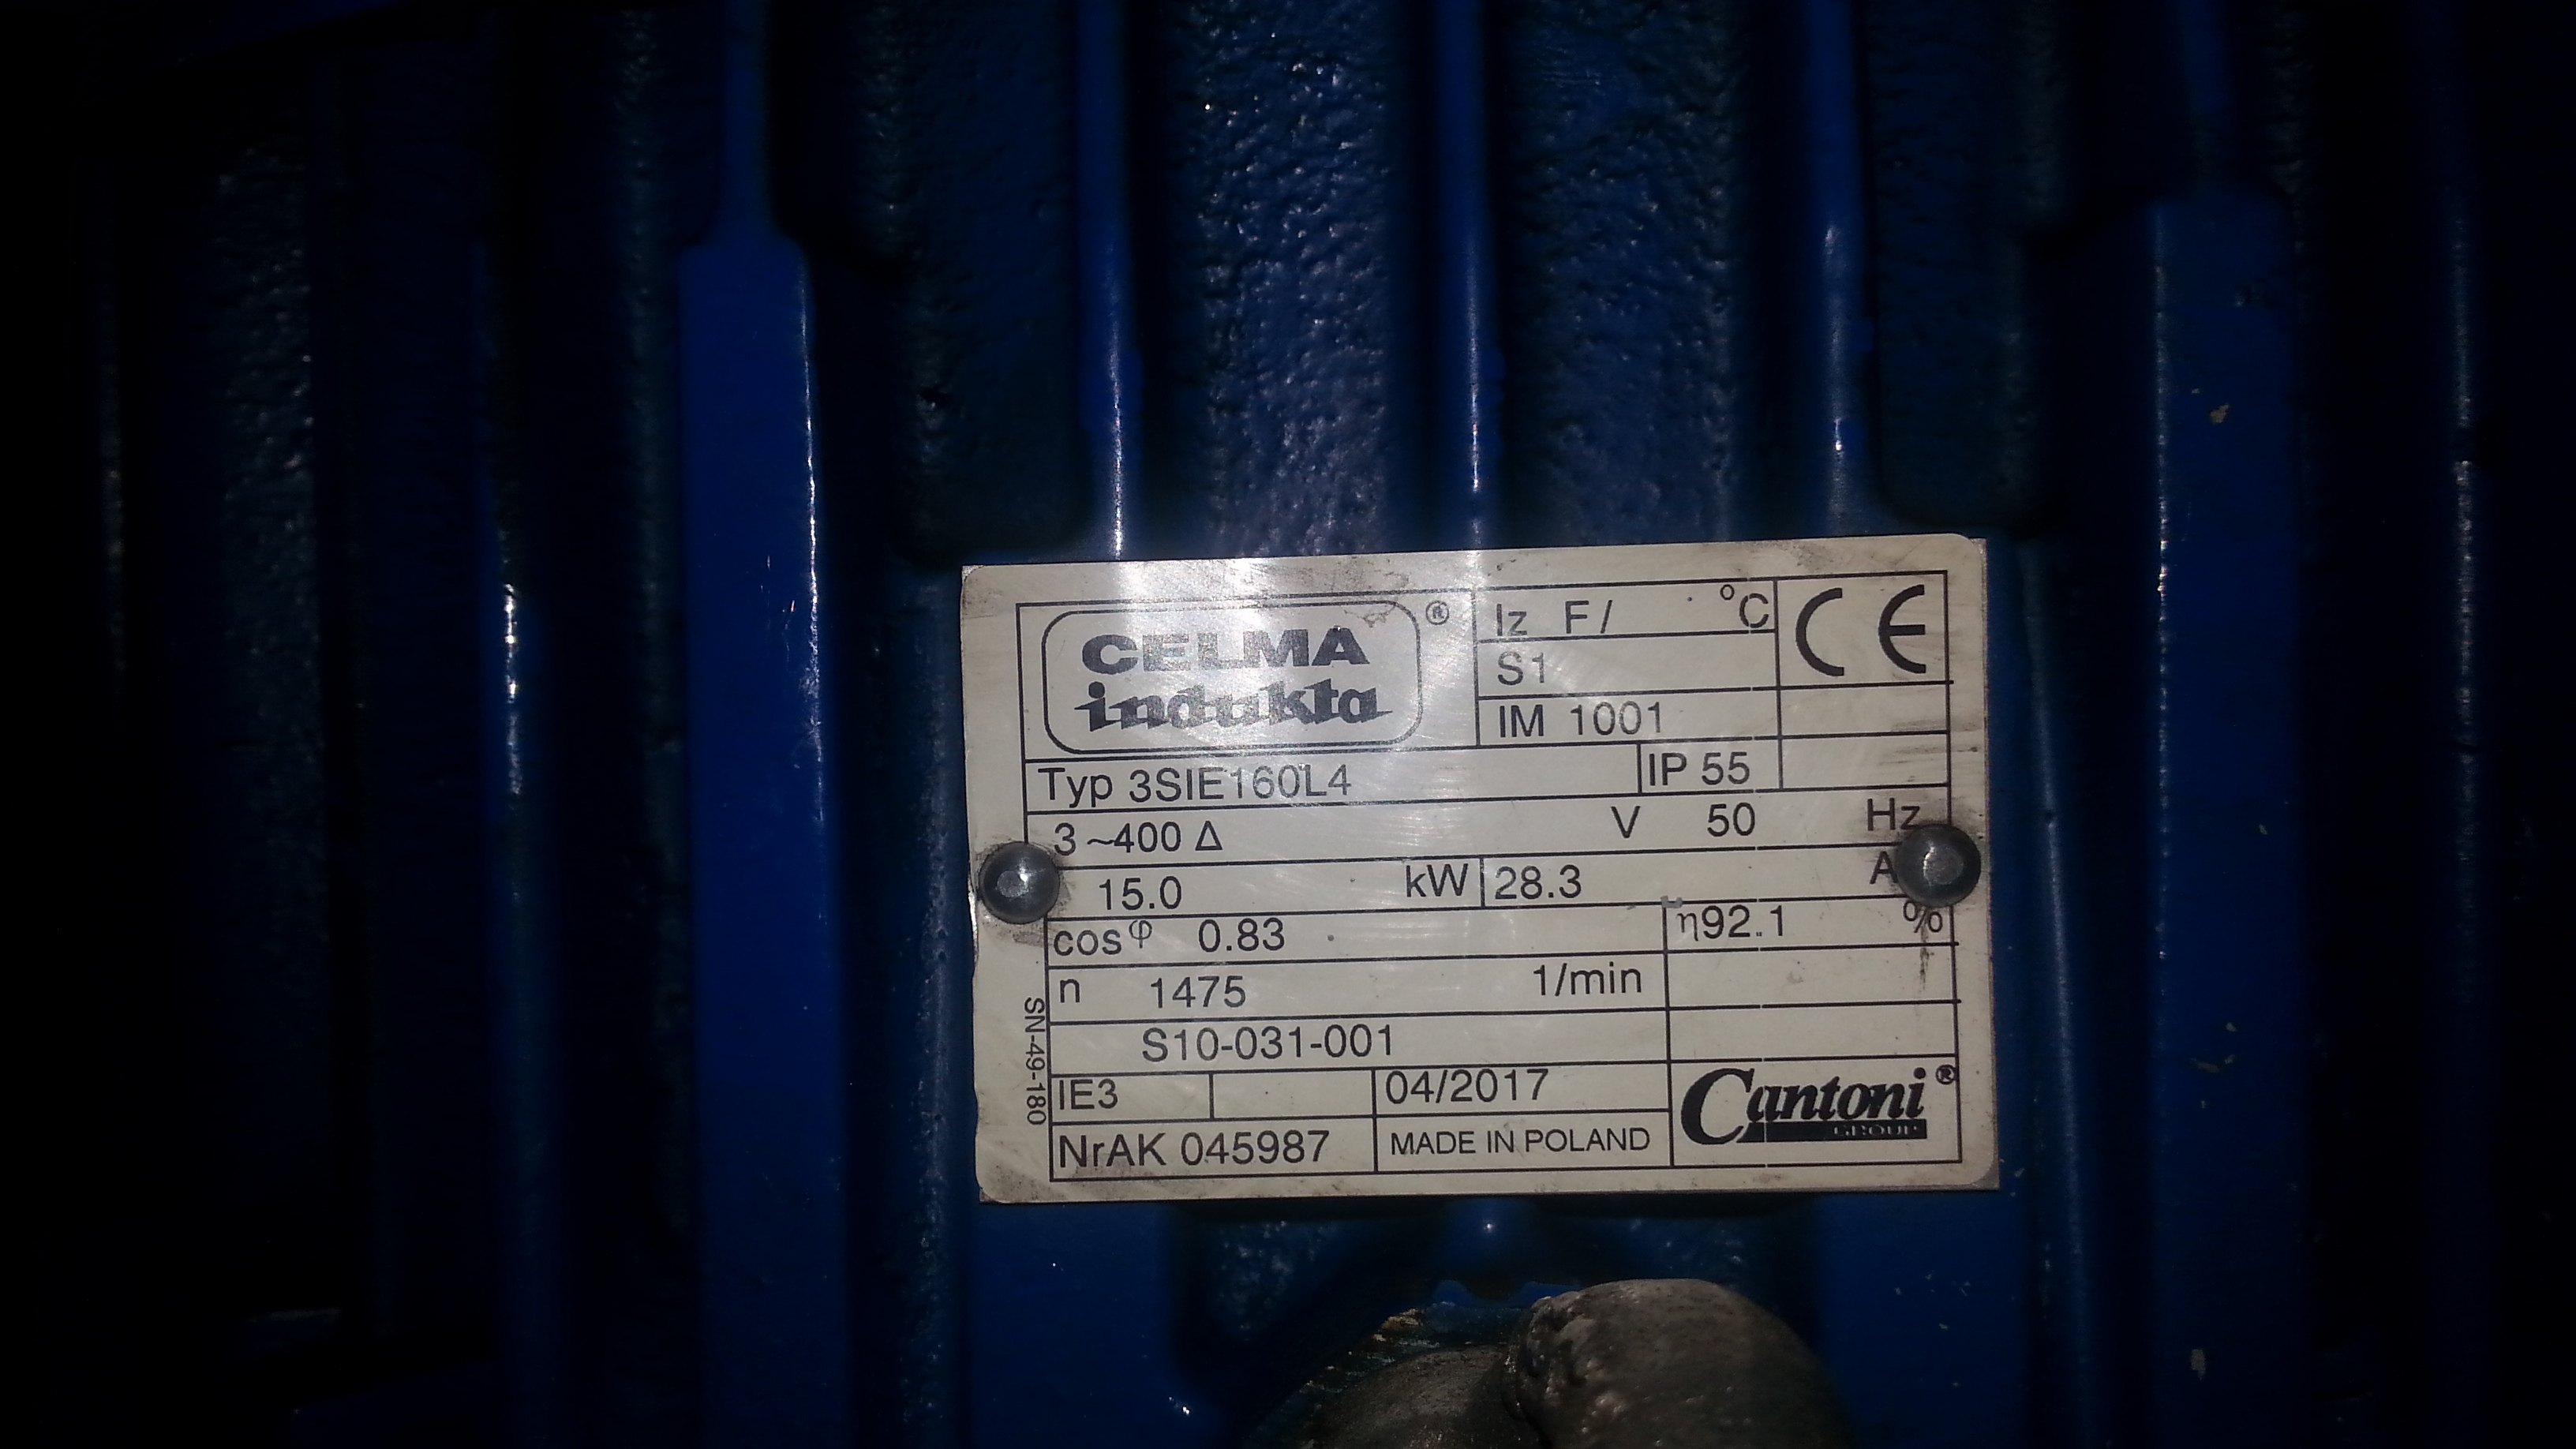 CELMA ®
indukta
Iz F/ °C
CE
S1
IM 1001
Typ 3SIE160L4 IP 55
3~400 Δ V 50 Hz
15.0 kW 28.3 A
cosφ 0.83 η92.1 %
n 1475 1/min
S10-031-001
SN-49-180
IE3 04/2017
Cantoni ®
GROUP
NrAK 045987 MADE IN POLAND